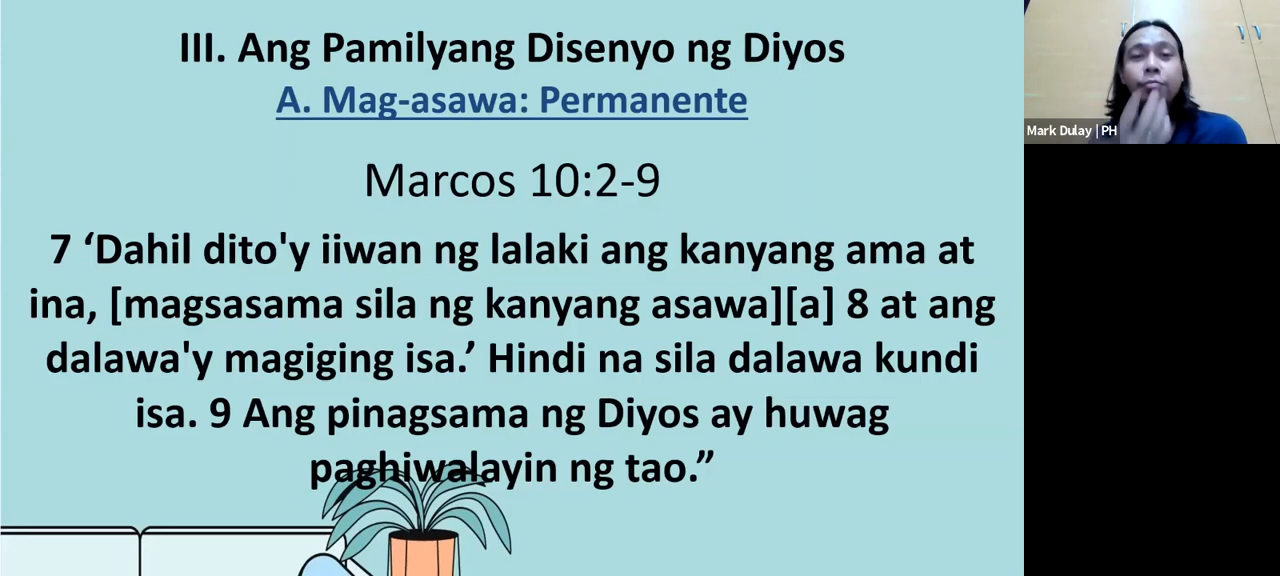 III. Ang Pamilyang Disenyo ng Diyos
A. Mag-asawa: Permanente
Marcos 10:2-9
7 ‘Dahil dito'y iiwan ng lalaki ang kanyang ama at
ina, [magsasama sila ng kanyang asawa][a] 8 at ang
dalawa'y magiging isa.’ Hindi na sila dalawa kundi
isa. 9 Ang pinagsama ng Diyos ay huwag
paghiwalayin ng tao.”
Mark Dulay | PH